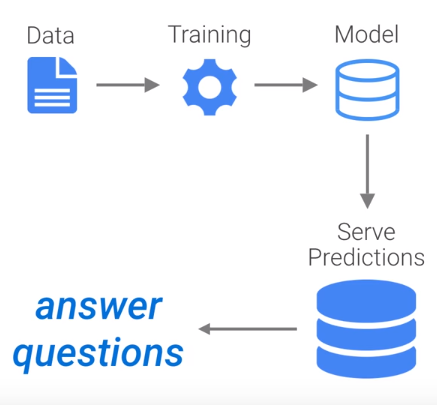 Data
Training
Model
Serve
Predictions
answer
questions